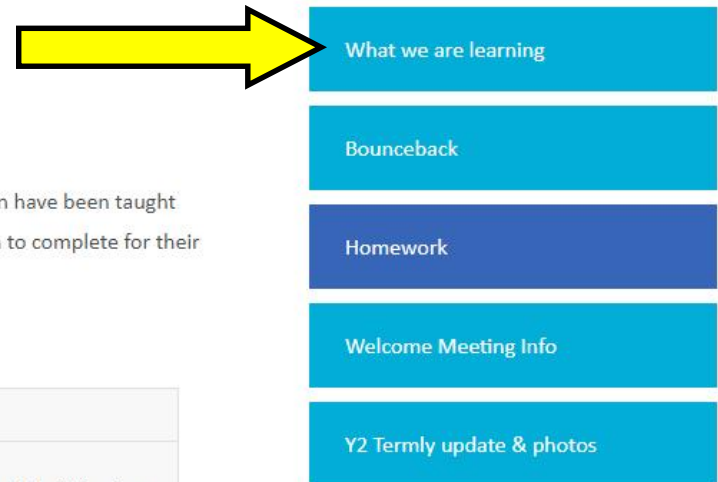 What we are learning
Bounceback
have been taught
to complete for their
Homework
Welcome Meeting Info
Y2 Termly update & photos